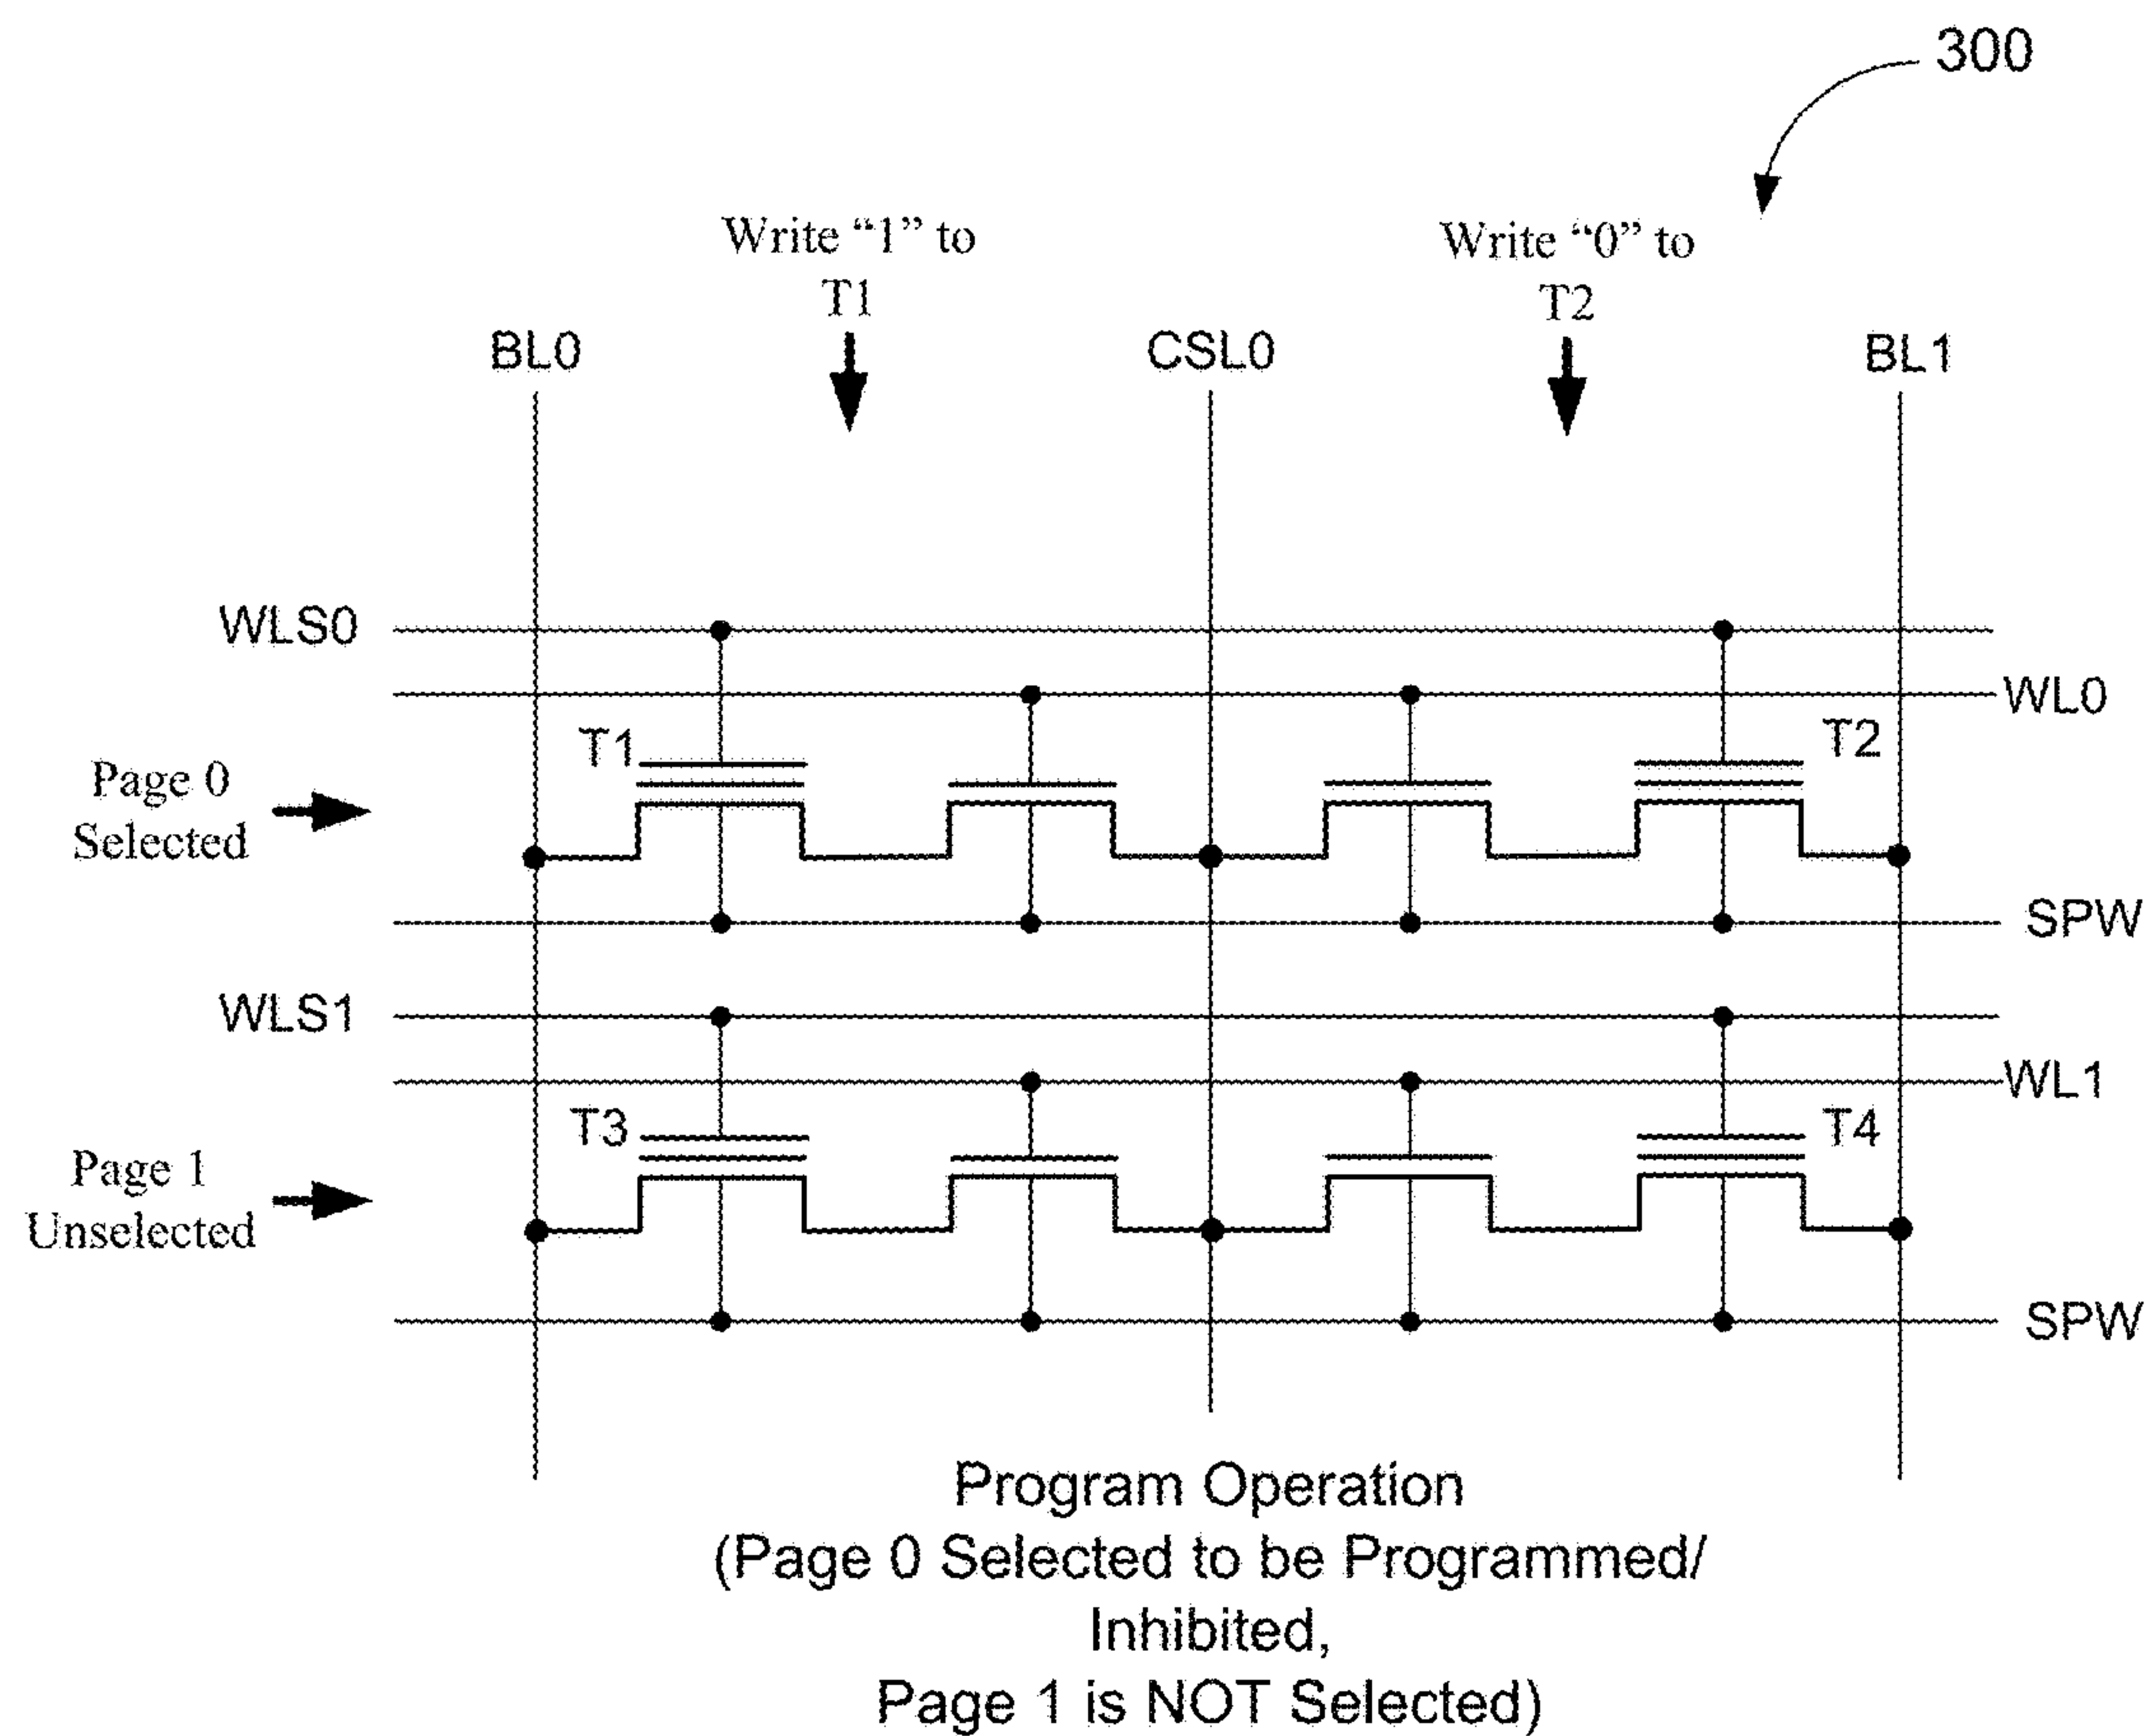 300
Write “1” to
T1
Write “0” to
T2
BL0
CSL0
BL1
WLS0
WL0
T1
T2
Page 0
Selected
SPW
WLS1
WL1
T3
T4
Page 1
Unselected
SPW
Program Operation
(Page 0 Selected to be Programmed/
Inhibited,
Page 1 is NOT Selected)